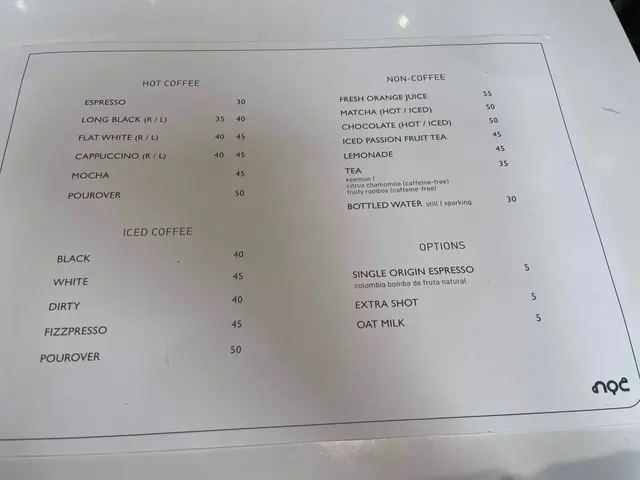 HOT COFFEE
ESPRESSO 30
LONG BLACK (R / L) 35 40
FLAT WHITE (R / L) 40 45
CAPPUCCINO (R / L) 40 45
MOCHA 45
POUROVER 50
ICED COFFEE
BLACK 40
WHITE 45
DIRTY 40
FIZZPRESSO 45
POUROVER 50
NON-COFFEE
FRESH ORANGE JUICE 55
MATCHA (HOT / ICED) 50
CHOCOLATE (HOT / ICED) 50
ICED PASSION FRUIT TEA 45
LEMONADE 45
TEA 35
keemun |
citrus chamomile (caffeine-free)
fruity rooibos (caffeine-free)
BOTTLED WATER still | sparking 30
OPTIONS
SINGLE ORIGIN ESPRESSO 5
colombia bomba de fruta natural
EXTRA SHOT 5
OAT MILK 5
noc